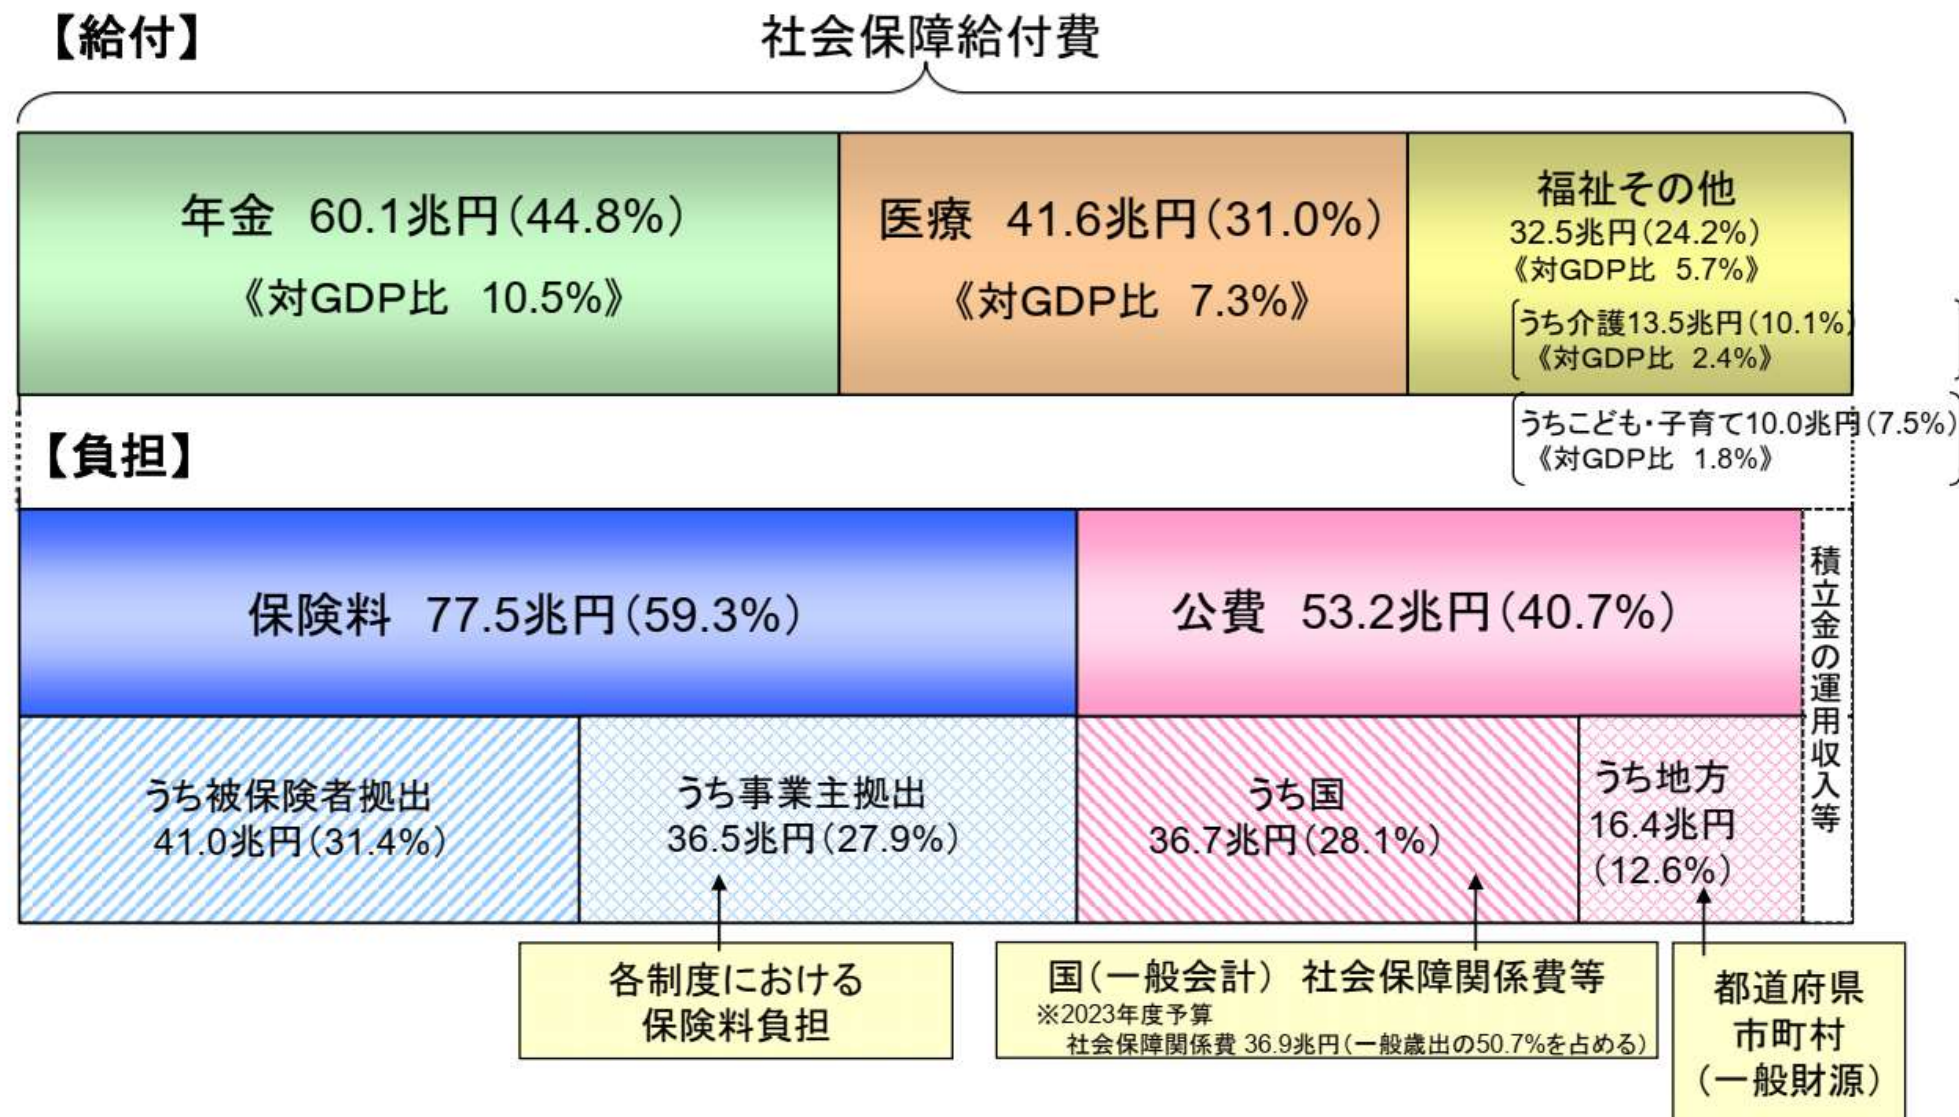 【給付】
社会保障給付費
年金 60.1兆円(44.8%)
《対GDP比 10.5%》
医療 41.6兆円(31.0%)
《対GDP比 7.3%》
福祉その他
32.5兆円(24.2%)
《対GDP比 5.7%》
うち介護13.5兆円(10.1%)
《対GDP比 2.4%》
うちこども・子育て10.0兆円(7.5%)
《対GDP比 1.8%》
【負担】
保険料 77.5兆円(59.3%)
公費 53.2兆円(40.7%)
積立金の運用収入等
うち被保険者拠出
41.0兆円(31.4%)
うち事業主拠出
36.5兆円(27.9%)
うち国
36.7兆円(28.1%)
うち地方
16.4兆円
(12.6%)
各制度における
保険料負担
国(一般会計) 社会保障関係費等
※2023年度予算
社会保障関係費 36.9兆円(一般歳出の50.7%を占める)
都道府県
市町村
(一般財源)